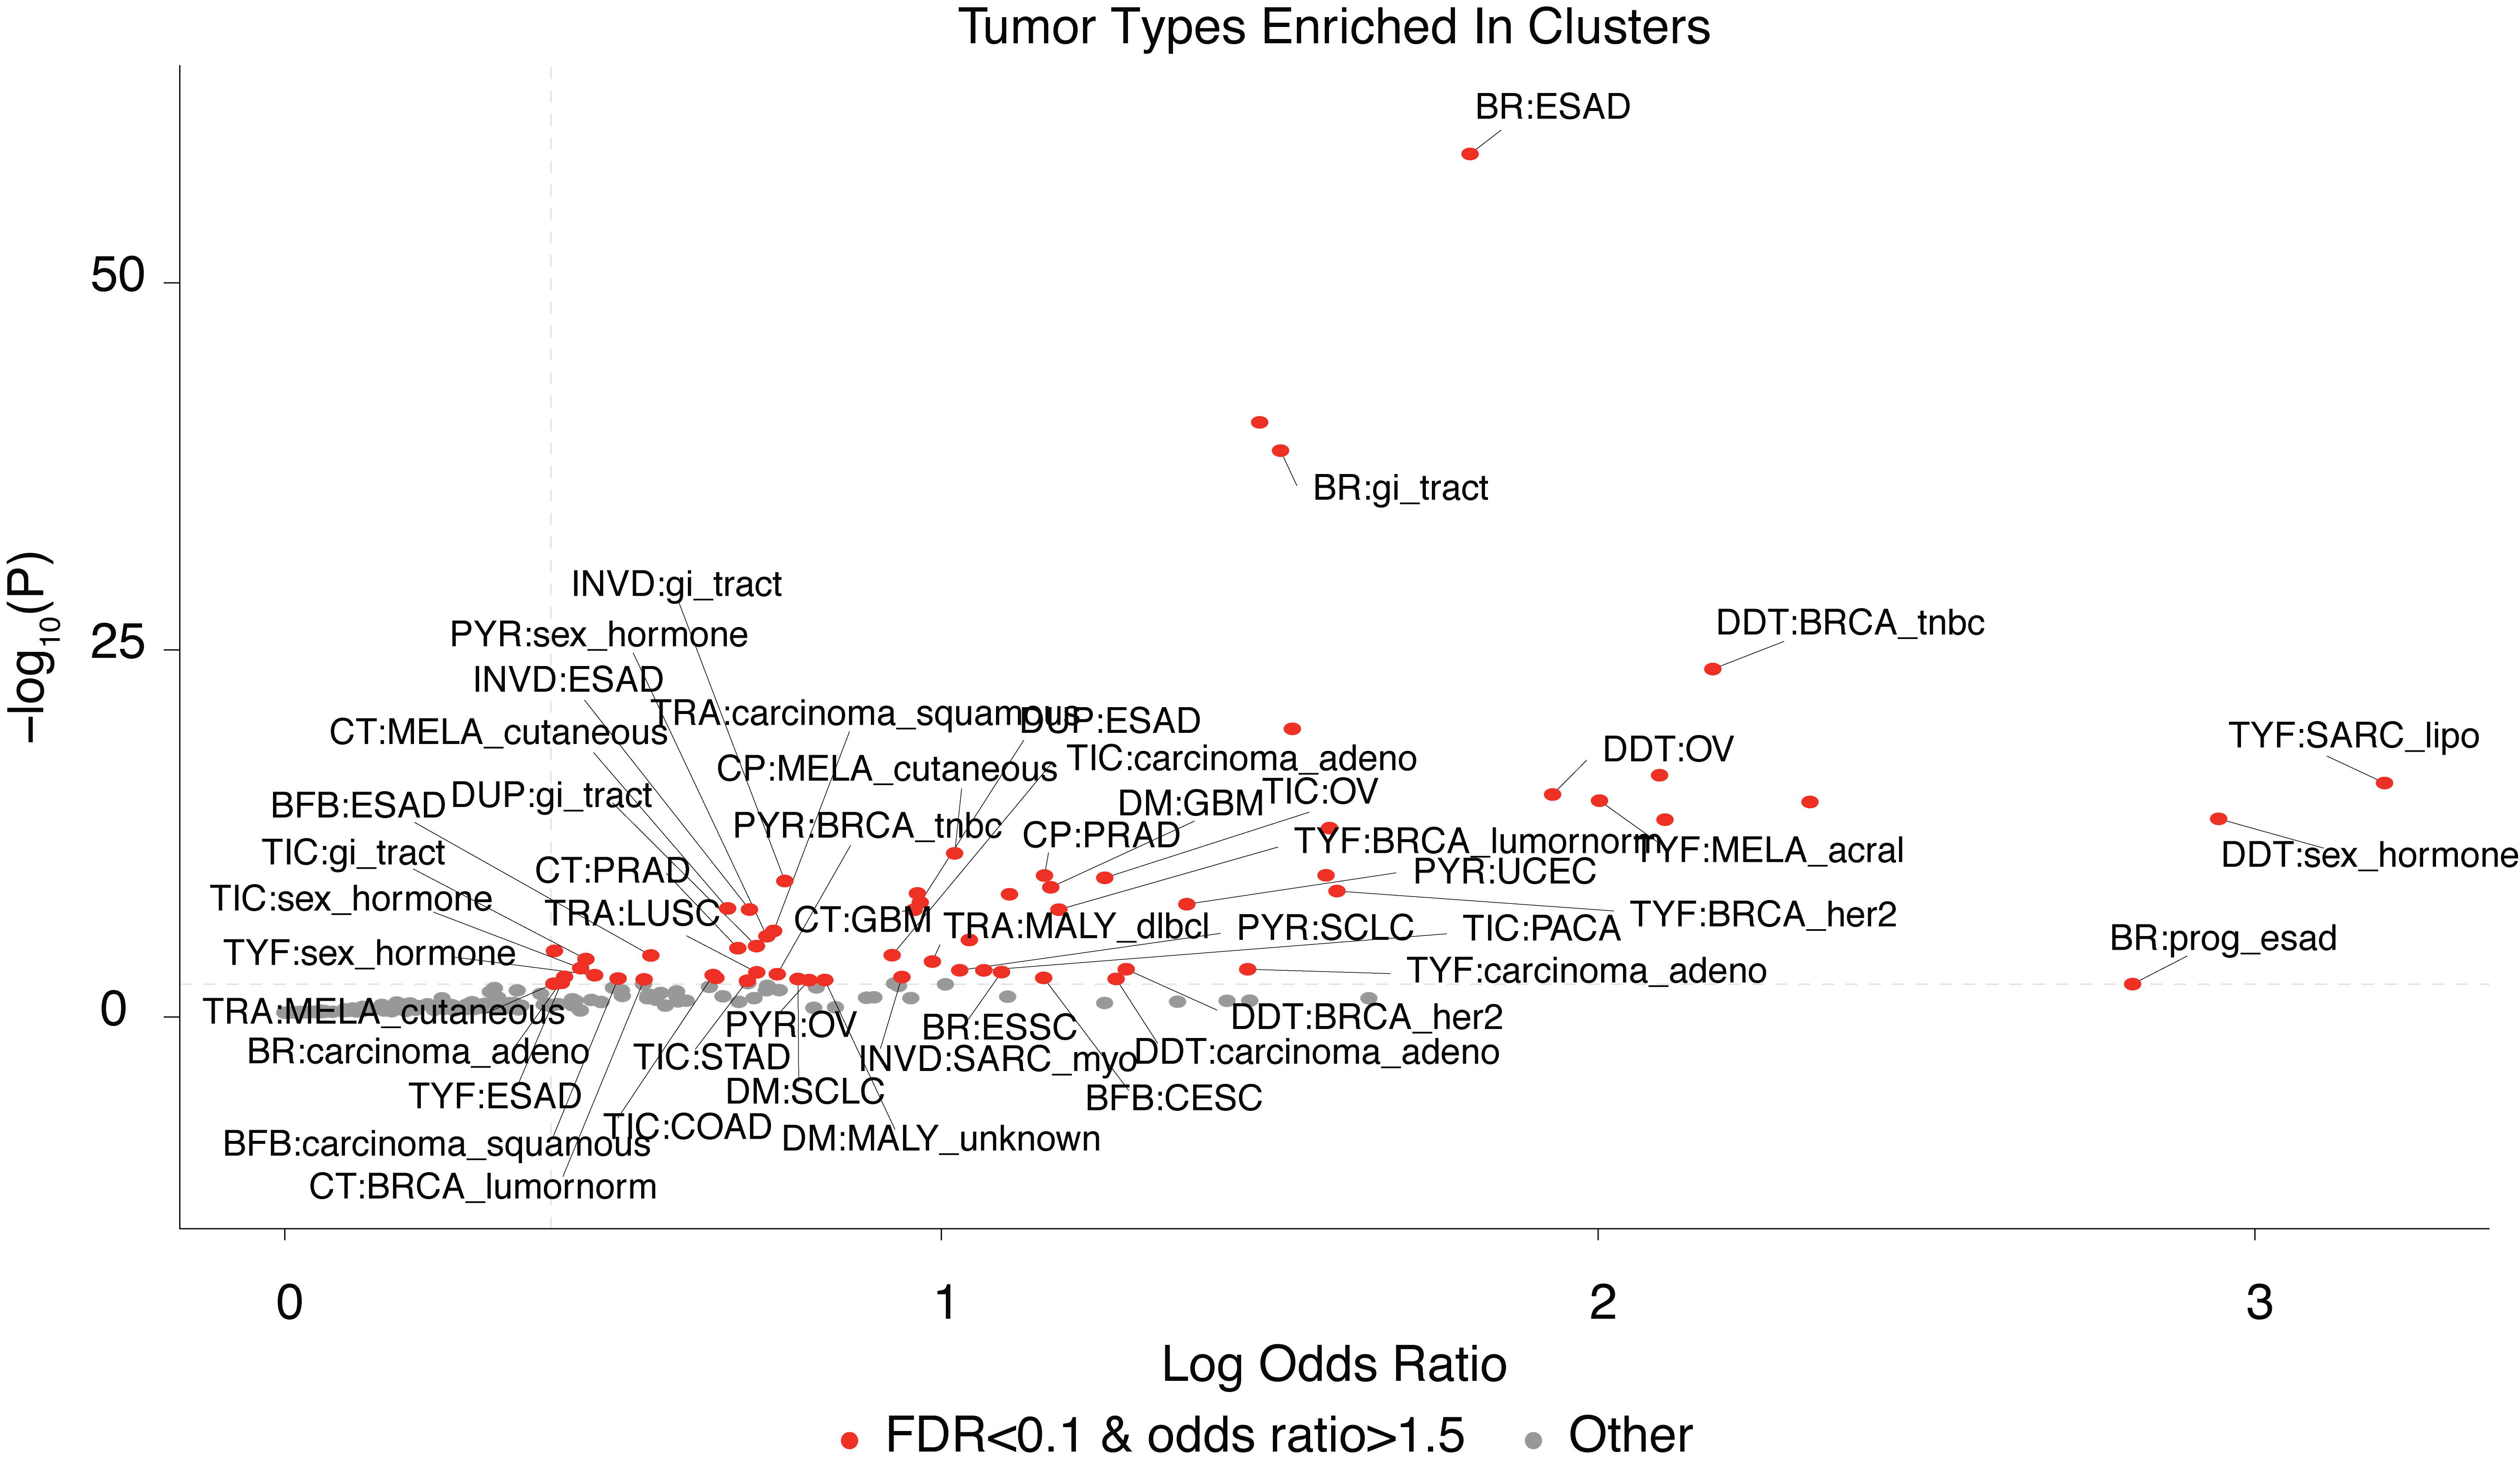 Tumor Types Enriched In Clusters
BR:ESAD
50
BR:gi_tract
INVD:gi_tract
DDT:BRCA_tnbc
PYR:sex_hormone
25
−log10(P)
INVD:ESAD
TRA:carcinoma_squamous
DUP:ESAD
CT:MELA_cutaneous
TYF:SARC_lipo
DDT:OV
TIC:carcinoma_adeno
CP:MELA_cutaneous
TIC:OV
DUP:gi_tract
BFB:ESAD
DM:GBM
PYR:BRCA_tnbc
CP:PRAD
TYF:BRCA_lumornorm
TYF:MELA_acral
TIC:gi_tract
DDT:sex_hormone
CT:PRAD
PYR:UCEC
TIC:sex_hormone
TRA:LUSC
TYF:BRCA_her2
CT:GBM
TRA:MALY_dlbcl
PYR:SCLC
TIC:PACA
BR:prog_esad
TYF:sex_hormone
TYF:carcinoma_adeno
0
TRA:MELA_cutaneous
DDT:BRCA_her2
PYR:OV
BR:ESSC
BR:carcinoma_adeno
TIC:STAD
INVD:SARC_myo
DDT:carcinoma_adeno
DM:SCLC
TYF:ESAD
BFB:CESC
TIC:COAD
DM:MALY_unknown
BFB:carcinoma_squamous
CT:BRCA_lumornorm
0 1 2 3
Log Odds Ratio
FDR<0.1 & odds ratio>1.5 Other